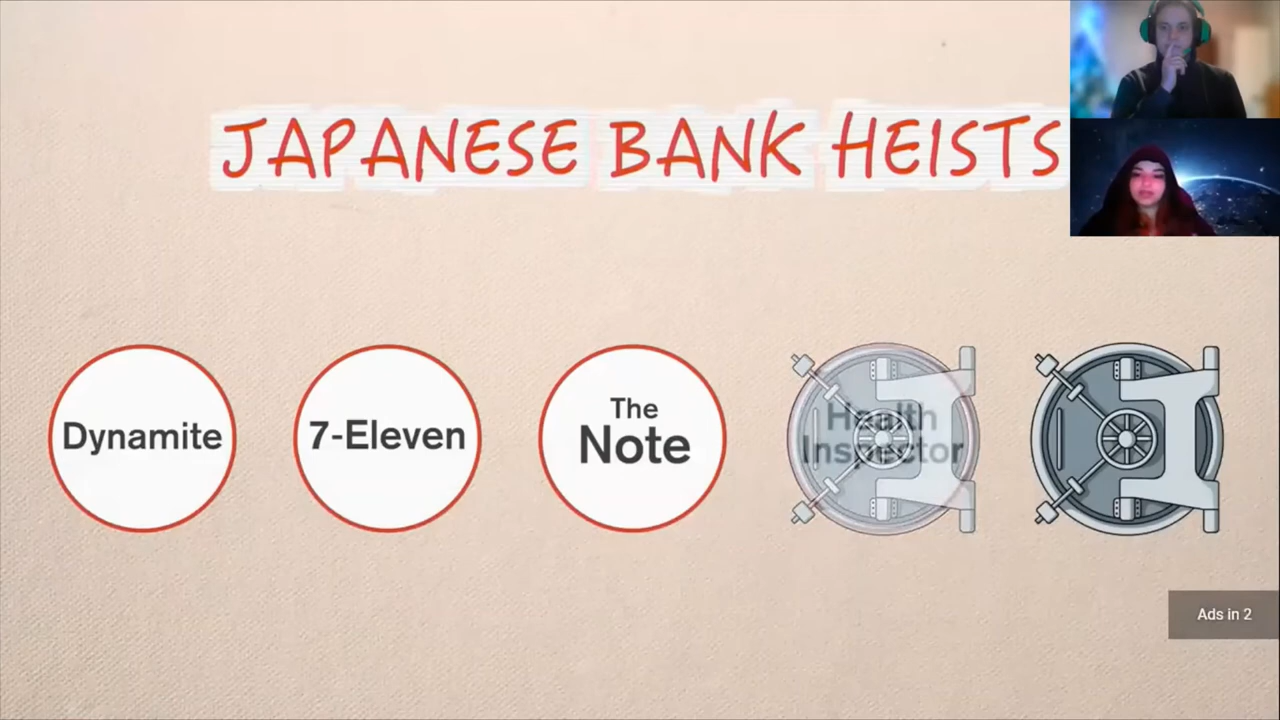 JAPANESE BANK HEISTS
Dynamite
7-Eleven
The
Note
Health
Inspector
Ads in 2